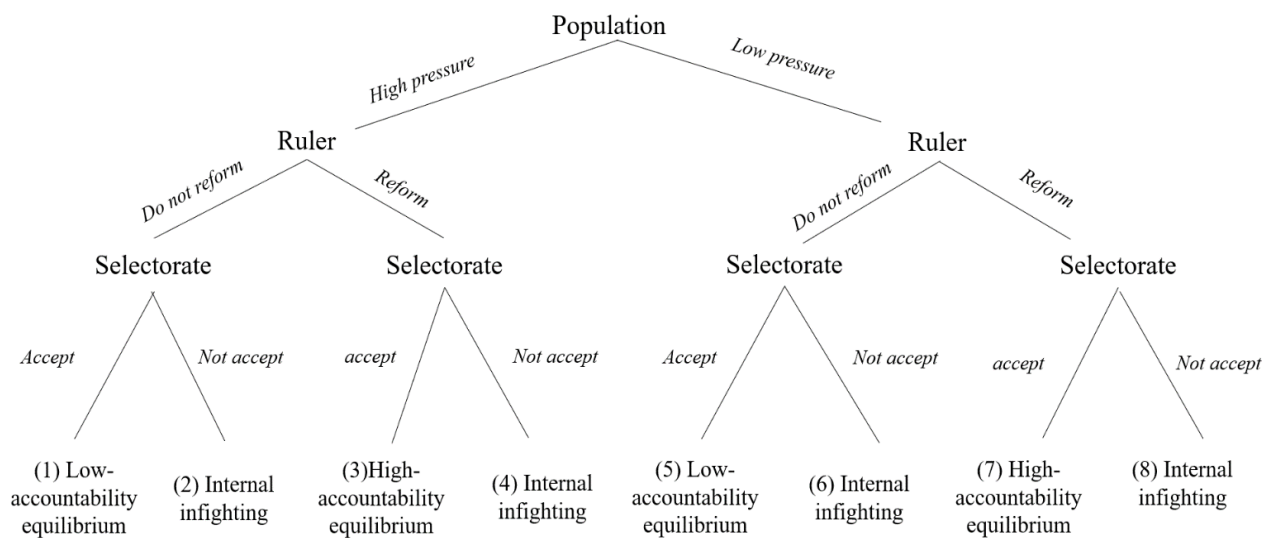 Population
High pressure
Low pressure
Ruler
Ruler
Do not reform
Reform
Do not reform
Reform
Selectorate
Selectorate
Selectorate
Selectorate
Accept
Not accept
accept
Not accept
Accept
Not accept
accept
Not accept
(1) Low-
accountability
equilibrium
(2) Internal
infighting
(3)High-
accountability
equilibrium
(4) Internal
infighting
(5) Low-
accountability
equilibrium
(6) Internal
infighting
(7) High-
accountability
equilibrium
(8) Internal
infighting